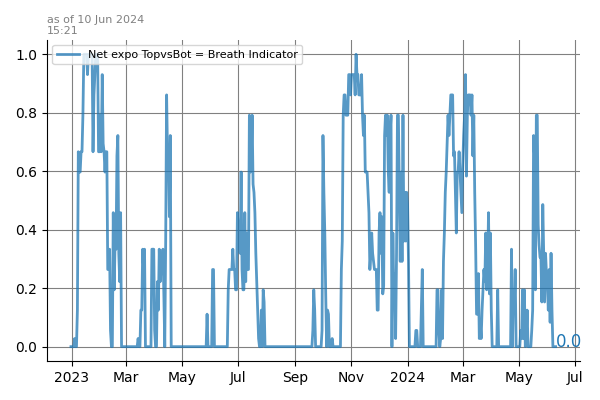 as of 10 Jun 2024
15:21
Net expo TopvsBot = Breath Indicator
1.0
0.8
0.6
0.4
0.2
0.0
0.0
2023 Mar May Jul Sep Nov 2024 Mar May Jul